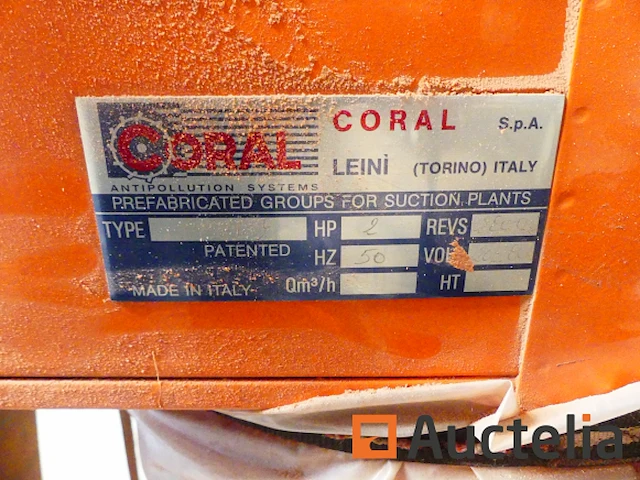 CORAL
ANTIPOLLUTION SYSTEMS
CORAL S.p.A.
LEINÌ (TORINO) ITALY
PREFABRICATED GROUPS FOR SUCTION PLANTS
TYPE HP 2 REVS
PATENTED HZ 50
MADE IN ITALY Qm³/h HT
Auctelia